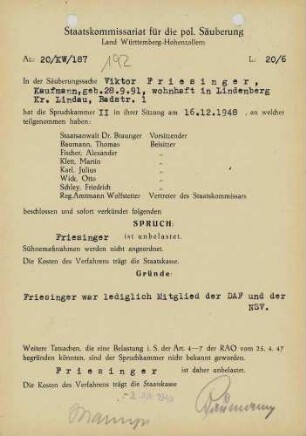 Staatskommissariat für die pol. Säuberung
Land Württemberg-Hohenzollern
Az: 20/KW/187 192 L. 20/6
In der Säuberungssache Viktor Friesinger,
Kaufmann,geb.28.9.91, wohnhaft in Lindenberg
Kr. Lindau, Badstr. 1
hat die Spruchkammer II in ihrer Sitzung am 16.12.1948 , an welcher
teilgenommen haben:
Staatsanwalt Dr. Braunger Vorsitzender
Baumann, Thomas Beisitzer
Fischer, Alexander „
Klett, Martin „
Karl, Julius „
Wick, Otto „
Schley, Friedrich „
Reg.Amtmann Wolfstetter Vertreter des Staatskommissars
beschlossen und sofort verkündet folgenden
SPRUCH:
Friesinger ist unbelastet.
Sühnemaßnahmen werden nicht angeordnet.
Die Kosten des Verfahrens trägt die Staatskasse.
Gründe:
Friesinger war lediglich Mitglied der DAF und der
NSV.
Weitere Tatsachen, die eine Belastung i. S. der Art. 4—7 der RAO vom 25. 4. 47
begründen könnten, sind der Spruchkammer nicht bekannt geworden.
Friesinger ist daher unbelastet.
Die Kosten des Verfahrens trägt die Staatskasse